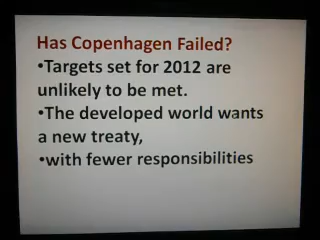 Has Copenhagen Failed?
•Targets set for 2012 are
unlikely to be met.
•The developed world wants
a new treaty,
•with fewer responsibilities